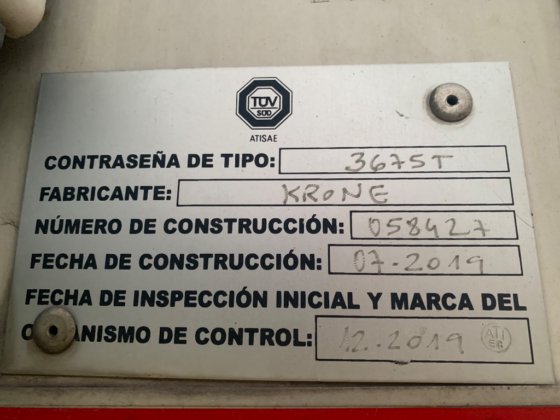 TÜV
SÜD
ATISAE
CONTRASEÑA DE TIPO: 3675T
FABRICANTE: KRONE
NÚMERO DE CONSTRUCCIÓN: 058427
FECHA DE CONSTRUCCIÓN: 07-2019
FECHA DE INSPECCIÓN INICIAL Y MARCA DEL
ORGANISMO DE CONTROL: 12-2019